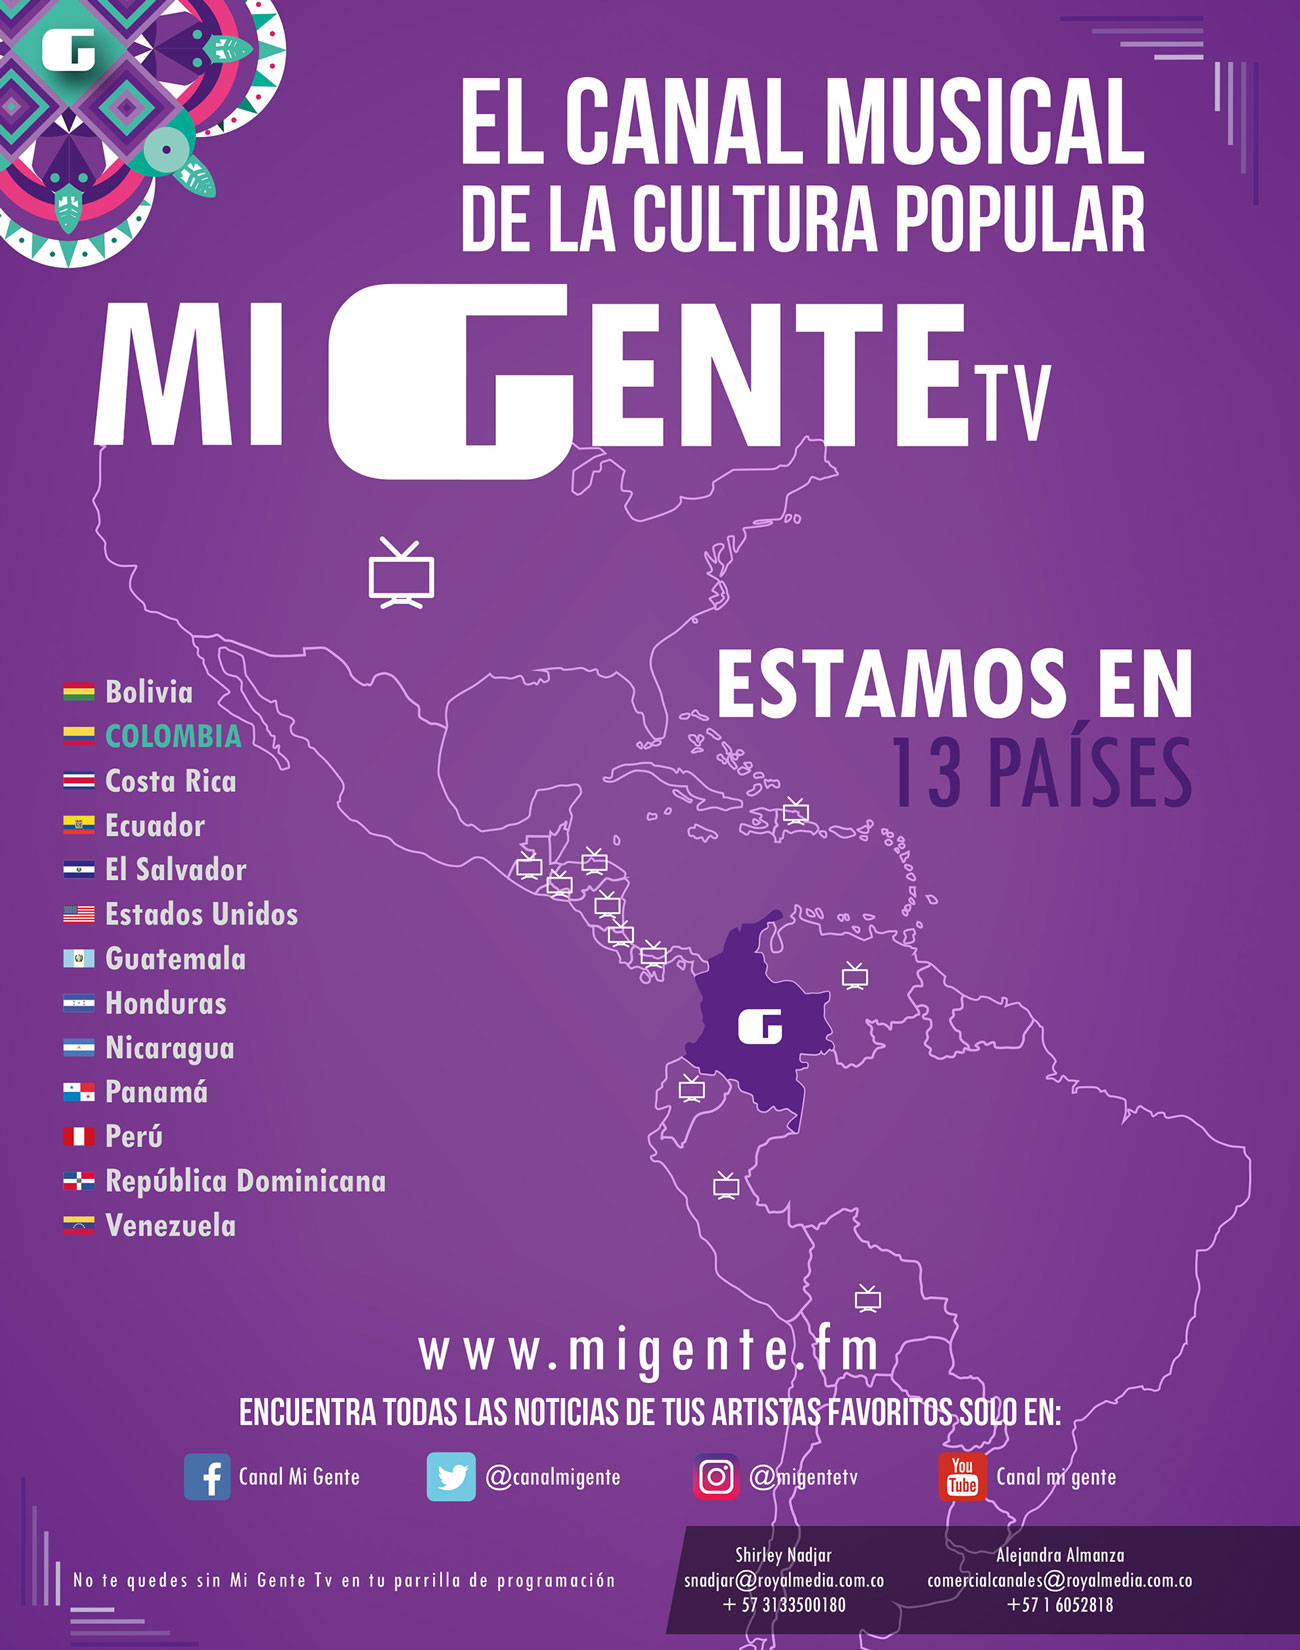 EL CANAL MUSICAL
DE LA CULTURA POPULAR
MI GENTE TV
ESTAMOS EN
13 PAÍSES
Bolivia
COLOMBIA
Costa Rica
Ecuador
El Salvador
Estados Unidos
Guatemala
Honduras
Nicaragua
Panamá
Perú
República Dominicana
Venezuela
www.migente.fm
ENCUENTRA TODAS LAS NOTICIAS DE TUS ARTISTAS FAVORITOS SOLO EN:
Canal Mi Gente
@canalmigente
@migentetv
You
Tube
Canal mi gente
No te quedes sin Mi Gente Tv en tu parrilla de programación
Shirley Nadjar
snadjar@royalmedia.com.co
+ 57 3133500180
Alejandra Almanza
comercialcanales@royalmedia.com.co
+57 1 6052818